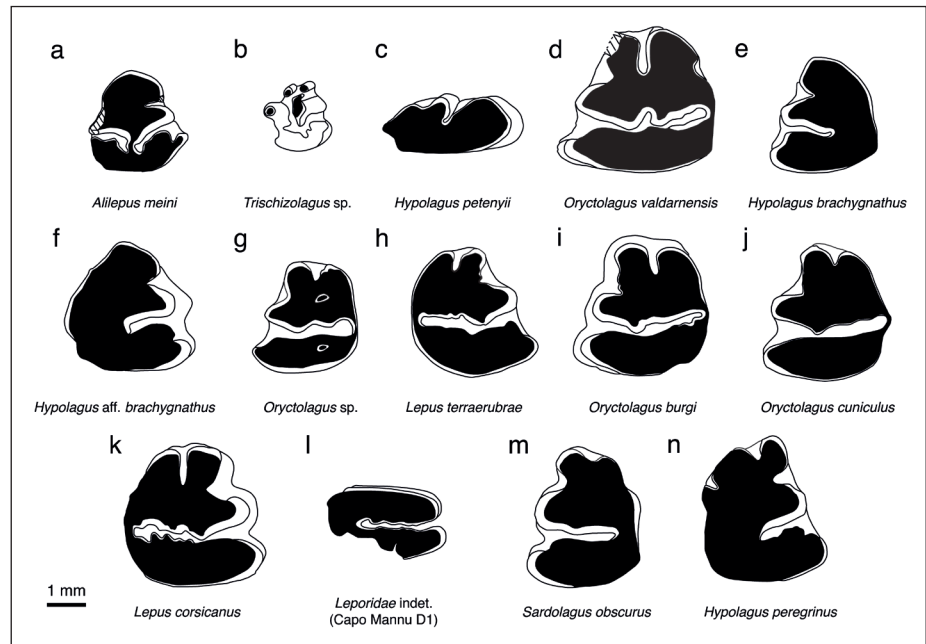 a b c d e
Alilepus meini Trischizolagus sp. Hypolagus petenyii Oryctolagus valdarnensis Hypolagus brachygnathus
f g h i j
Hypolagus aff. brachygnathus Oryctolagus sp. Lepus terraerubrae Oryctolagus burgi Oryctolagus cuniculus
k l m n
1 mm
Lepus corsicanus Leporidae indet. Sardolagus obscurus Hypolagus peregrinus
(Capo Mannu D1)